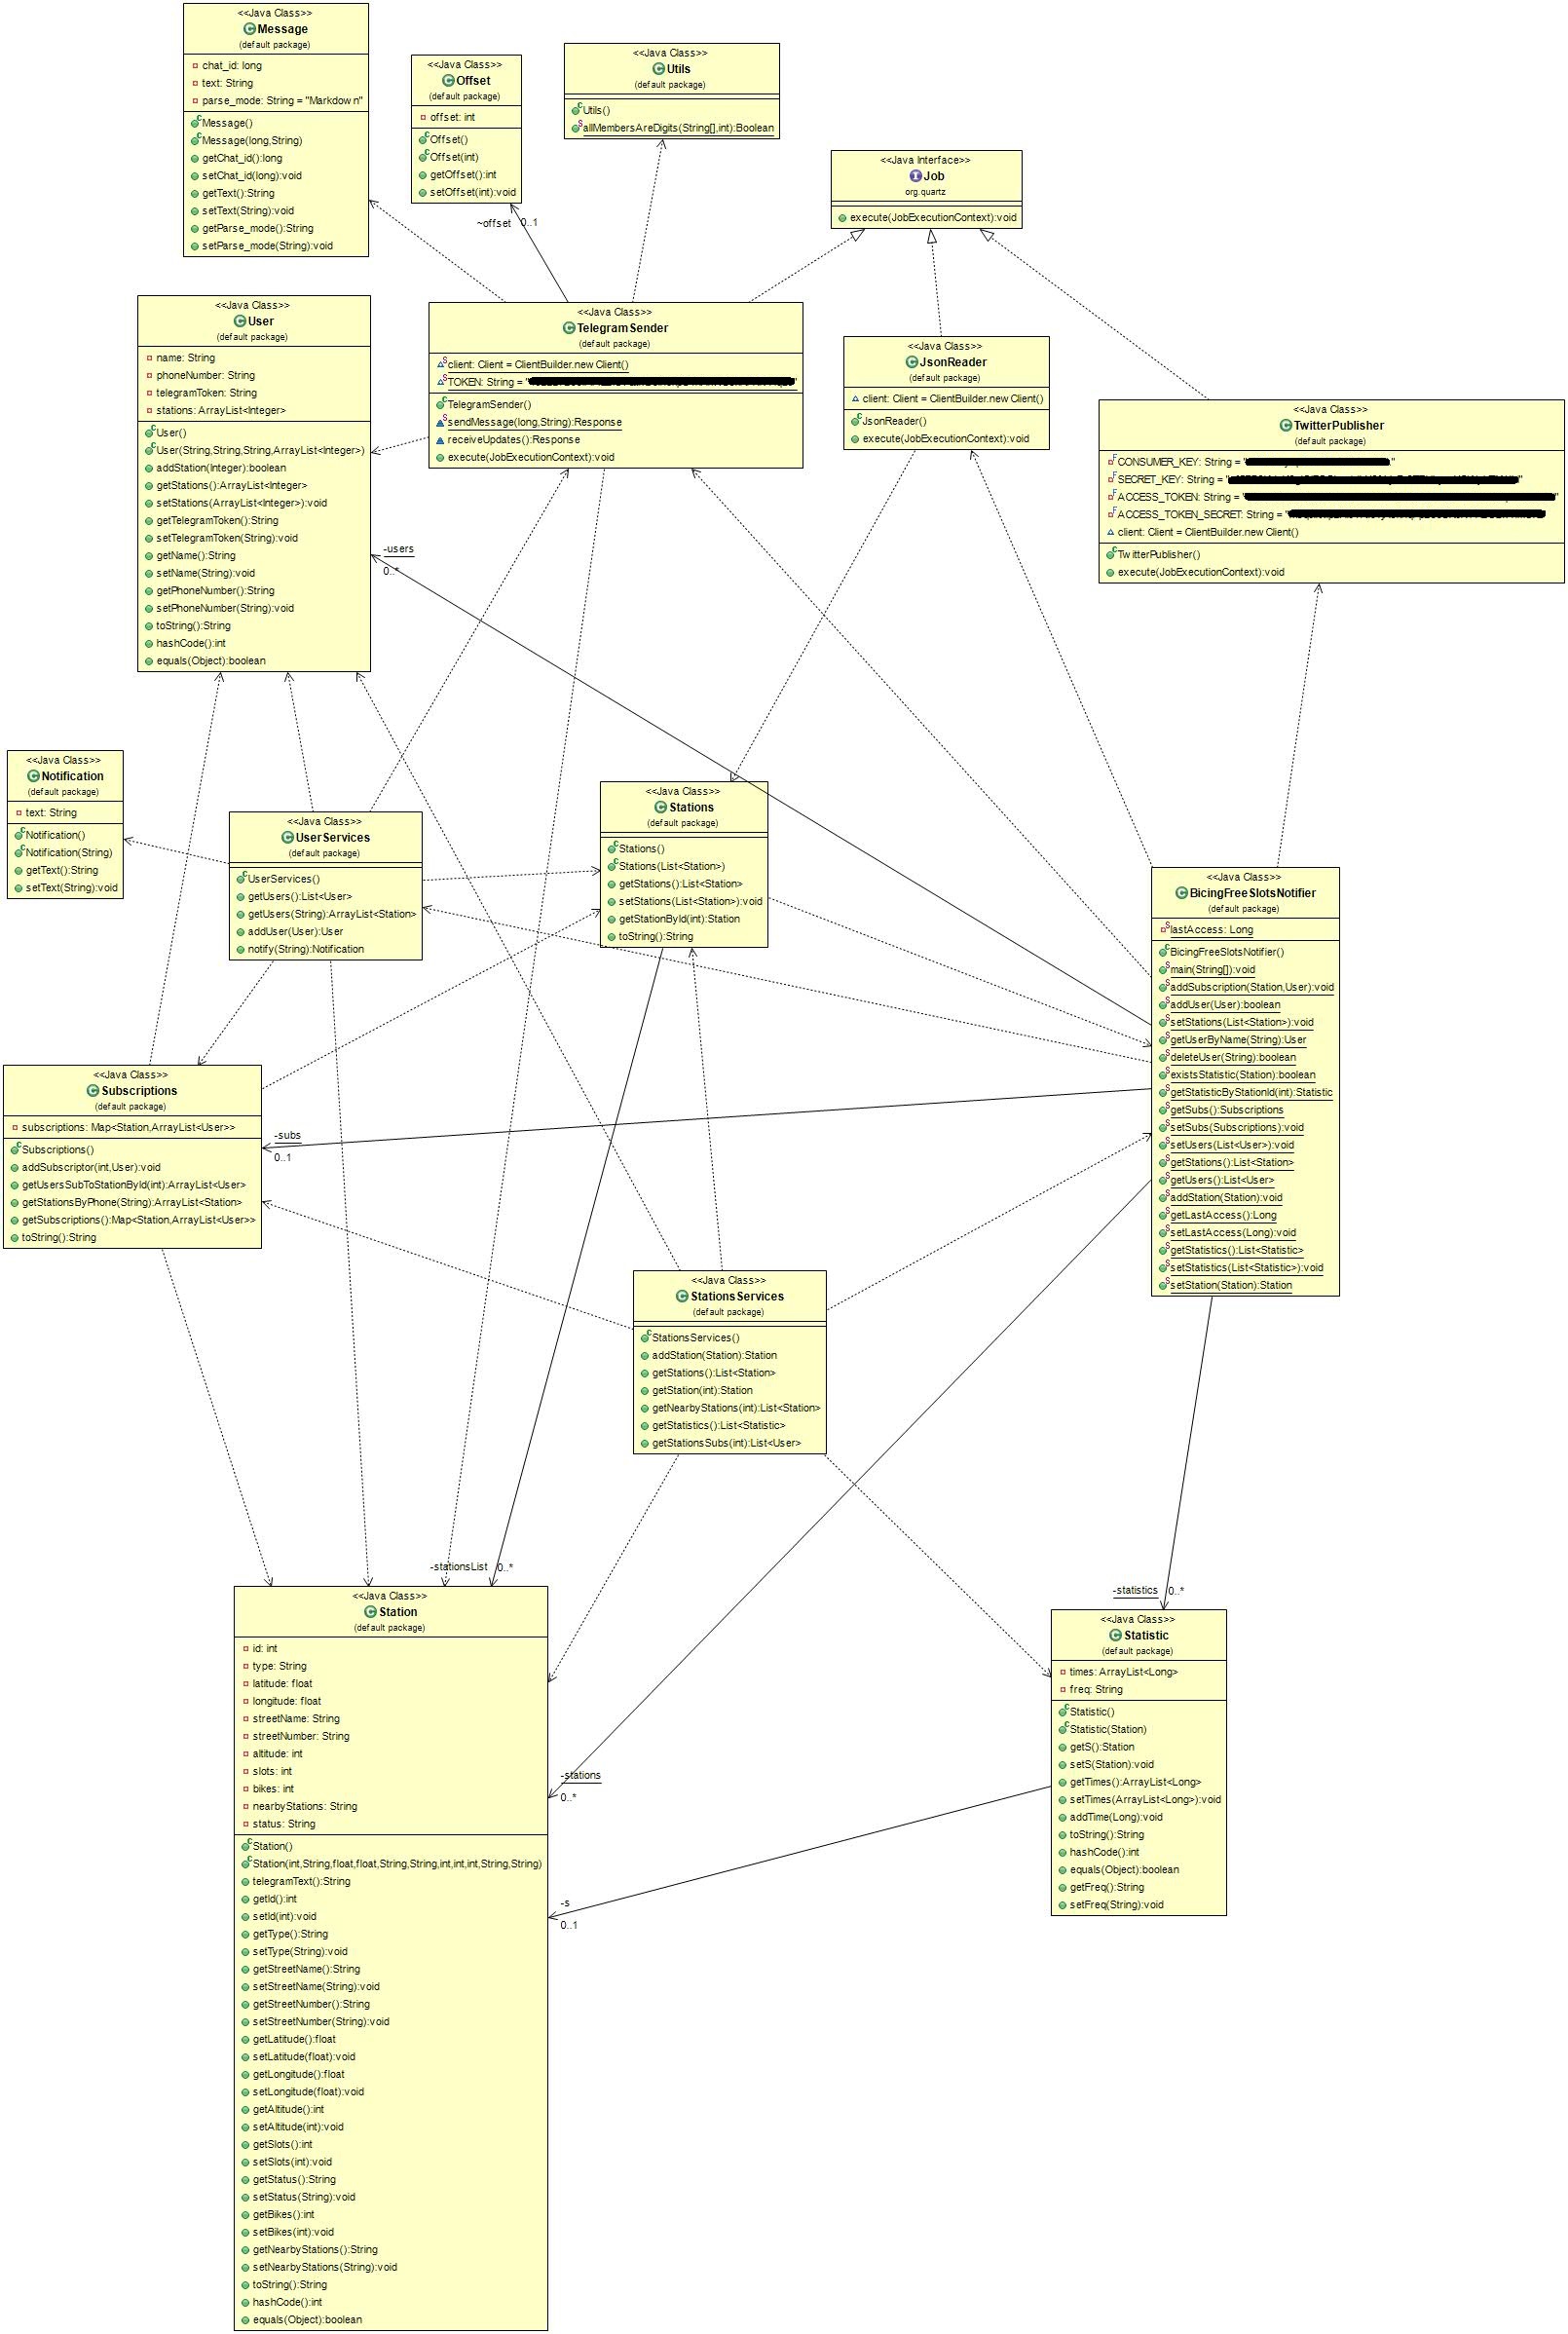 <<Java Class>>
Message
(default package)
chat_id: long
text: String
parse_mode: String = "Markdown"
Message()
Message(long,String)
getChat_id():long
setChat_id(long):void
getText():String
setText(String):void
getParse_mode():String
setParse_mode(String):void
<<Java Class>>
Offset
(default package)
offset: int
Offset()
Offset(int)
getOffset():int
setOffset(int):void
<<Java Class>>
Utils
(default package)
Utils()
allMembersAreDigits(String[],int):Boolean
<<Java Interface>>
Job
org.quartz
execute(JobExecutionContext):void
~offset 0..1
<<Java Class>>
User
(default package)
name: String
phoneNumber: String
telegramToken: String
stations: ArrayList<Integer>
User()
User(String,String,String,ArrayList<Integer>)
addStation(Integer):boolean
getStations():ArrayList<Integer>
setStations(ArrayList<Integer>):void
getTelegramToken():String
setTelegramToken(String):void
getName():String
setName(String):void
getPhoneNumber():String
setPhoneNumber(String):void
toString():String
hashCode():int
equals(Object):boolean
<<Java Class>>
TelegramSender
(default package)
client: Client = ClientBuilder.newClient()
TOKEN: String = "
TelegramSender()
sendMessage(long,String):Response
receiveUpdates():Response
execute(JobExecutionContext):void
<<Java Class>>
JsonReader
(default package)
client: Client = ClientBuilder.newClient()
JsonReader()
execute(JobExecutionContext):void
<<Java Class>>
TwitterPublisher
(default package)
CONSUMER_KEY: String = "
SECRET_KEY: String = "
ACCESS_TOKEN: String = "
ACCESS_TOKEN_SECRET: String = "
client: Client = ClientBuilder.newClient()
TwitterPublisher()
execute(JobExecutionContext):void
-users
0..*
<<Java Class>>
Notification
(default package)
text: String
Notification()
Notification(String)
getText():String
setText(String):void
<<Java Class>>
UserServices
(default package)
UserServices()
getUsers():List<User>
getUsers(String):ArrayList<Station>
addUser(User):User
notify(String):Notification
<<Java Class>>
Stations
(default package)
Stations()
Stations(List<Station>)
getStations():List<Station>
setStations(List<Station>):void
getStationById(int):Station
toString():String
<<Java Class>>
BicingFreeSlotsNotifier
(default package)
lastAccess: Long
BicingFreeSlotsNotifier()
main(String[]):void
addSubscription(Station,User):void
addUser(User):boolean
setStations(List<Station>):void
getUserByName(String):User
deleteUser(String):boolean
existsStatistic(Station):boolean
getStatisticByStationId(int):Statistic
getSubs():Subscriptions
setSubs(Subscriptions):void
setUsers(List<User>):void
getStations():List<Station>
getUsers():List<User>
addStation(Station):void
getLastAccess():Long
setLastAccess(Long):void
getStatistics():List<Statistic>
setStatistics(List<Statistic>):void
setStation(Station):Station
<<Java Class>>
Subscriptions
(default package)
subscriptions: Map<Station,ArrayList<User>>
Subscriptions()
addSubscriptor(int,User):void
getUsersSubToStationById(int):ArrayList<User>
getStationsByPhone(String):ArrayList<Station>
getSubscriptions():Map<Station,ArrayList<User>>
toString():String
-subs
0..1
<<Java Class>>
StationsServices
(default package)
StationsServices()
addStation(Station):Station
getStations():List<Station>
getStation(int):Station
getNearbyStations(int):List<Station>
getStatistics():List<Statistic>
getStationsSubs(int):List<User>
-stationsList 0..*
<<Java Class>>
Station
(default package)
id: int
type: String
latitude: float
longitude: float
streetName: String
streetNumber: String
altitude: int
slots: int
bikes: int
nearbyStations: String
status: String
Station()
Station(int,String,float,float,String,String,int,int,int,String,String)
telegramText():String
getId():int
setId(int):void
getType():String
setType(String):void
getStreetName():String
setStreetName(String):void
getStreetNumber():String
setStreetNumber(String):void
getLatitude():float
setLatitude(float):void
getLongitude():float
setLongitude(float):void
getAltitude():int
setAltitude(int):void
getSlots():int
setSlots(int):void
getStatus():String
setStatus(String):void
getBikes():int
setBikes(int):void
getNearbyStations():String
setNearbyStations(String):void
toString():String
hashCode():int
equals(Object):boolean
-stations
0..*
-s
0..1
-statistics 0..*
<<Java Class>>
Statistic
(default package)
times: ArrayList<Long>
freq: String
Statistic()
Statistic(Station)
getS():Station
setS(Station):void
getTimes():ArrayList<Long>
setTimes(ArrayList<Long>):void
addTime(Long):void
toString():String
hashCode():int
equals(Object):boolean
getFreq():String
setFreq(String):void